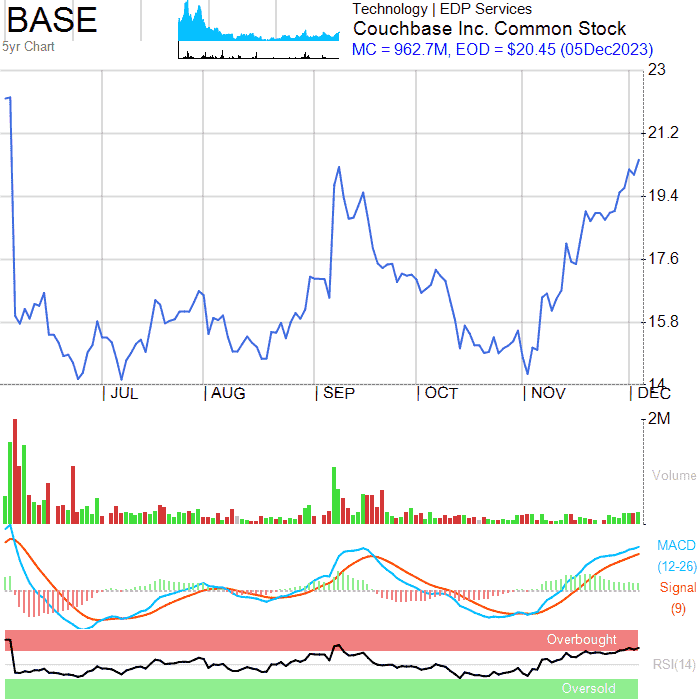 BASE
5yr Chart
Technology | EDP Services
Couchbase Inc. Common Stock
MC = 962.7M, EOD = $20.45 (05Dec2023)
23
21.2
19.4
17.6
15.8
14
| JUL | AUG | SEP | OCT | NOV | DEC
2M
Volume
MACD
(12-26)
Signal
(9)
Overbought
RSI(14)
Oversold